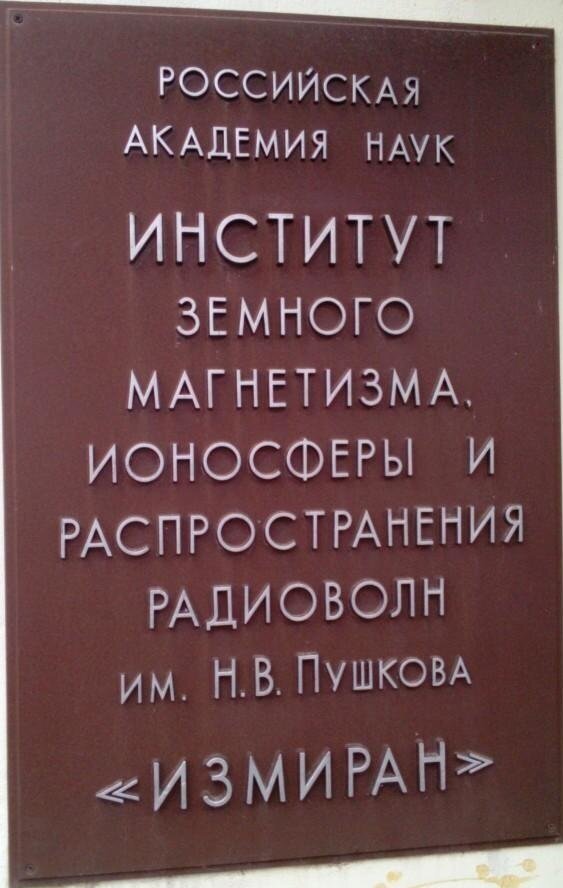 РОССИЙСКАЯ
АКАДЕМИЯ НАУК
ИНСТИТУТ
ЗЕМНОГО
МАГНЕТИЗМА,
ИОНОСФЕРЫ И
РАСПРОСТРАНЕНИЯ
РАДИОВОЛН
ИМ. Н.В. ПУШКОВА
«ИЗМИРАН»